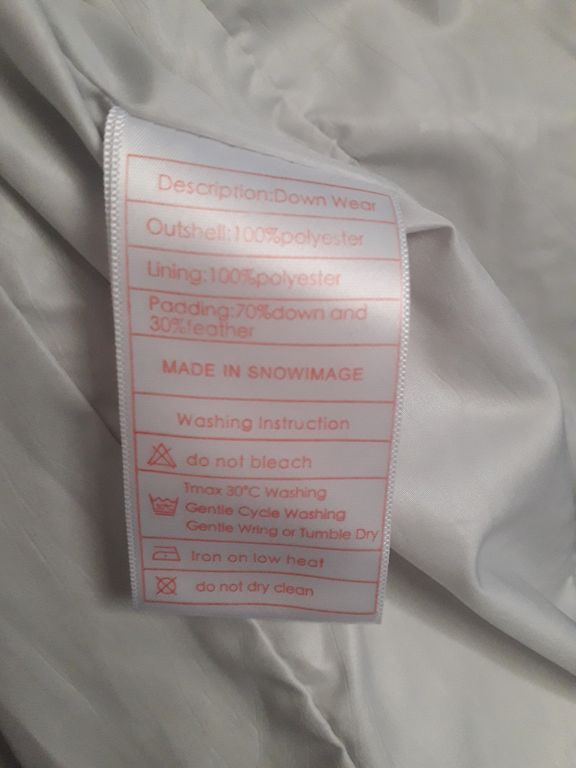 Description:Down Wear
Outshell:100%polyester
Lining:100%polyester
Padding:70%down and
30%feather
MADE IN SNOWIMAGE
Washing Instruction
do not bleach
Tmax 30°C Washing
Gentle Cycle Washing
Gentle Wring or Tumble Dry
Iron on low heat
do not dry clean